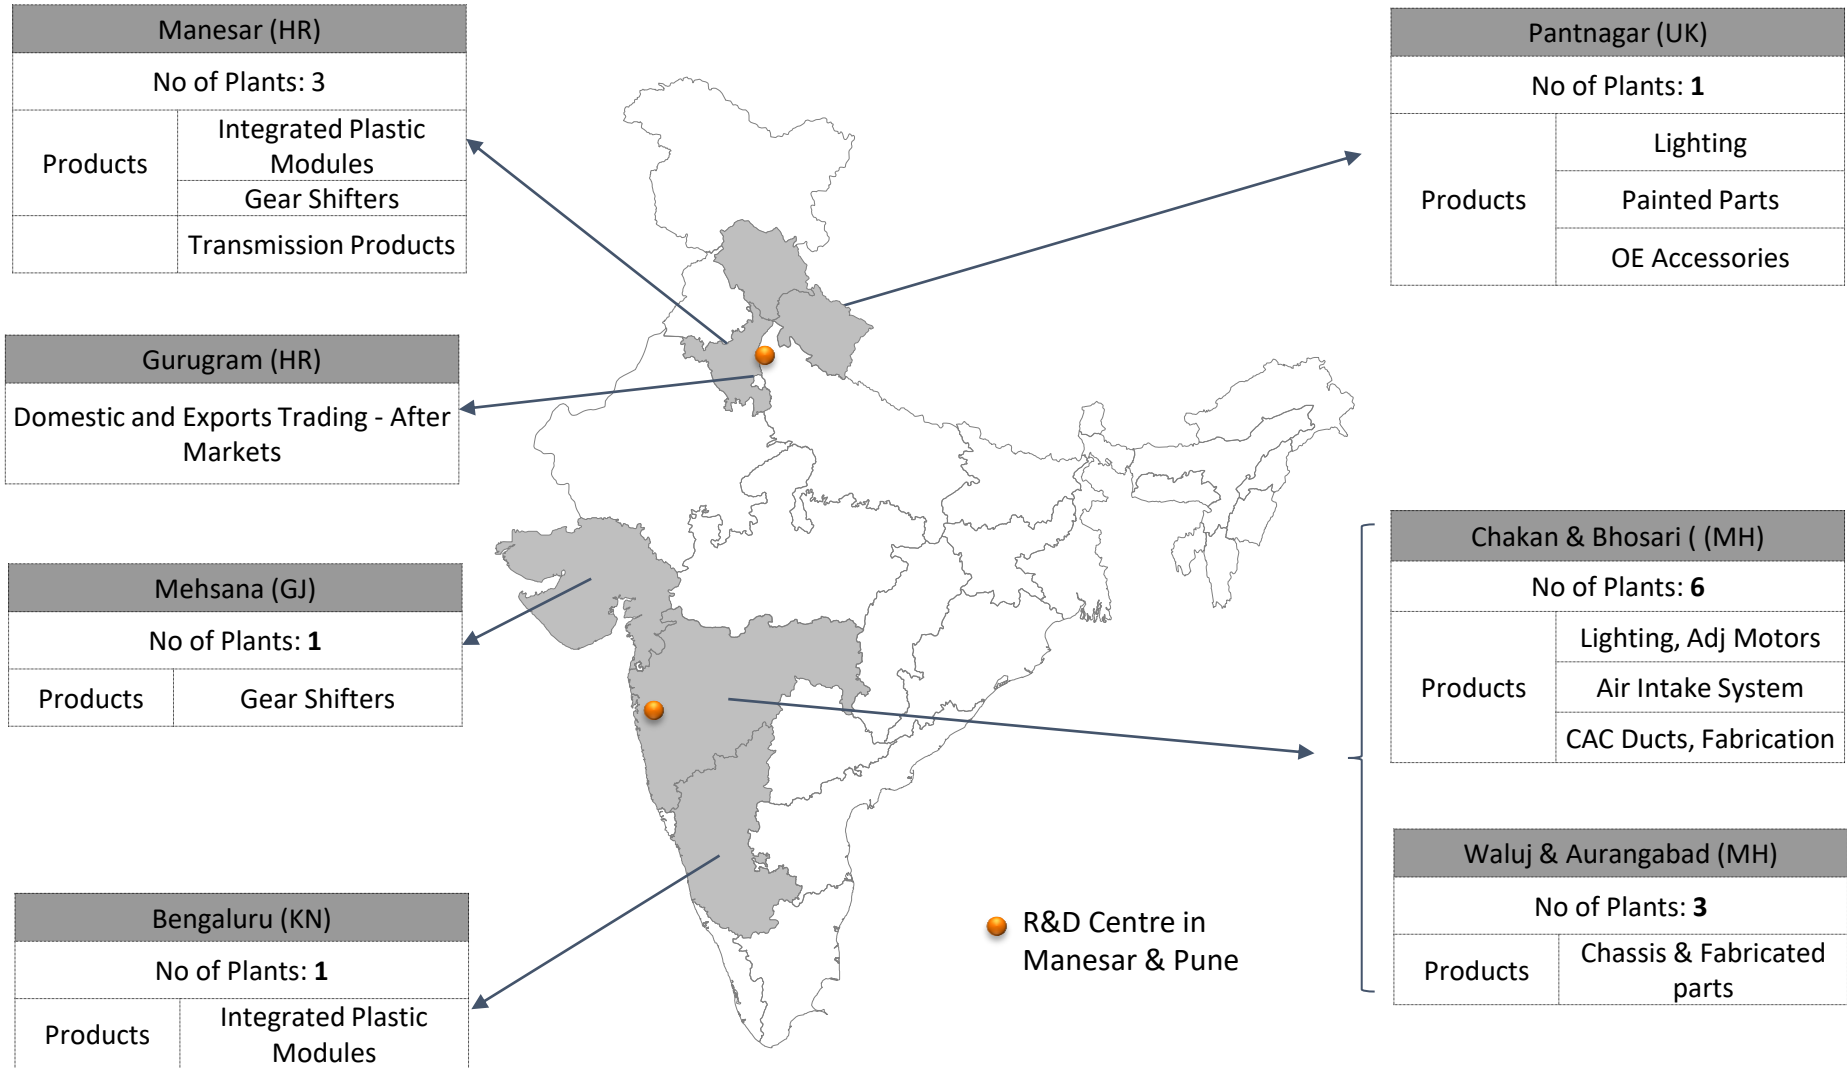 Manesar (HR)
No of Plants: 3
Products
Integrated Plastic
Modules
Gear Shifters
Transmission Products
Gurugram (HR)
Domestic and Exports Trading - After
Markets
Mehsana (GJ)
No of Plants: 1
Products
Gear Shifters
Bengaluru (KN)
No of Plants: 1
Products
Integrated Plastic
Modules
R&D Centre in
Manesar & Pune
Pantnagar (UK)
No of Plants: 1
Products
Lighting
Painted Parts
OE Accessories
Chakan & Bhosari ( (MH)
No of Plants: 6
Products
Lighting, Adj Motors
Air Intake System
CAC Ducts, Fabrication
Waluj & Aurangabad (MH)
No of Plants: 3
Products
Chassis & Fabricated
parts